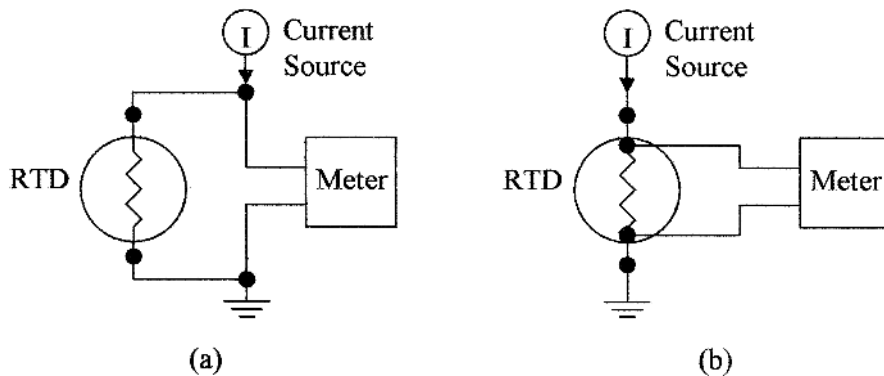 I
Current
Source
RTD
Meter
(a)
I
Current
Source
RTD
Meter
(b)